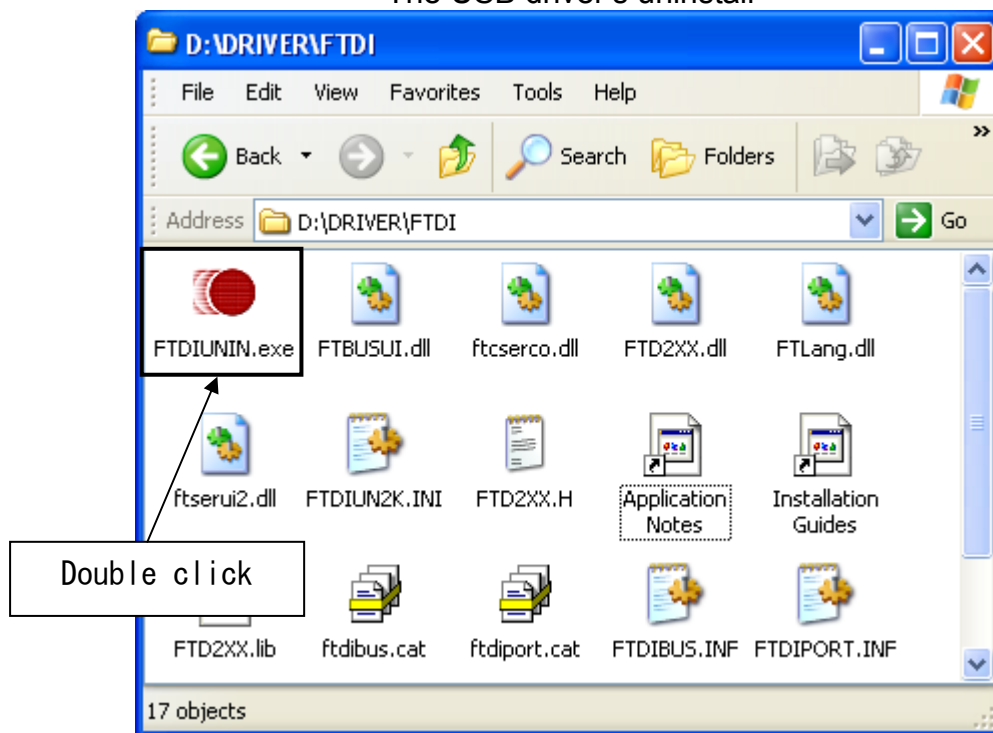 The USB driver's uninstall
D:\DRIVER\FTDI
File Edit View Favorites Tools Help
Back Search Folders »
Address D:\DRIVER\FTDI Go
FTDIUNIN.exe FTBUSUI.dll ftcserco.dll FTD2XX.dll FTLang.dll
ftserui2.dll FTDIUN2K.INI FTD2XX.H Application Notes Installation Guides
Double click
FTD2XX.lib ftdibus.cat ftdiport.cat FTDIBUS.INF FTDIPORT.INF
17 objects